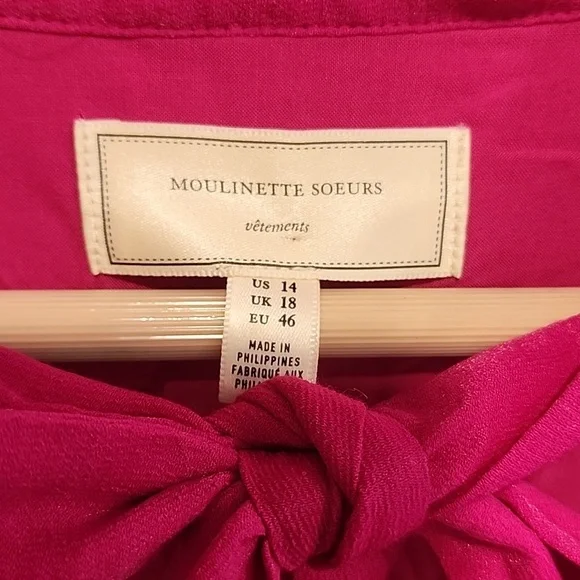 MOULINETTE SOEURS
vêtements
US 14
UK 18
EU 46
MADE IN
PHILIPPINES
FABRIQUÉ AUX